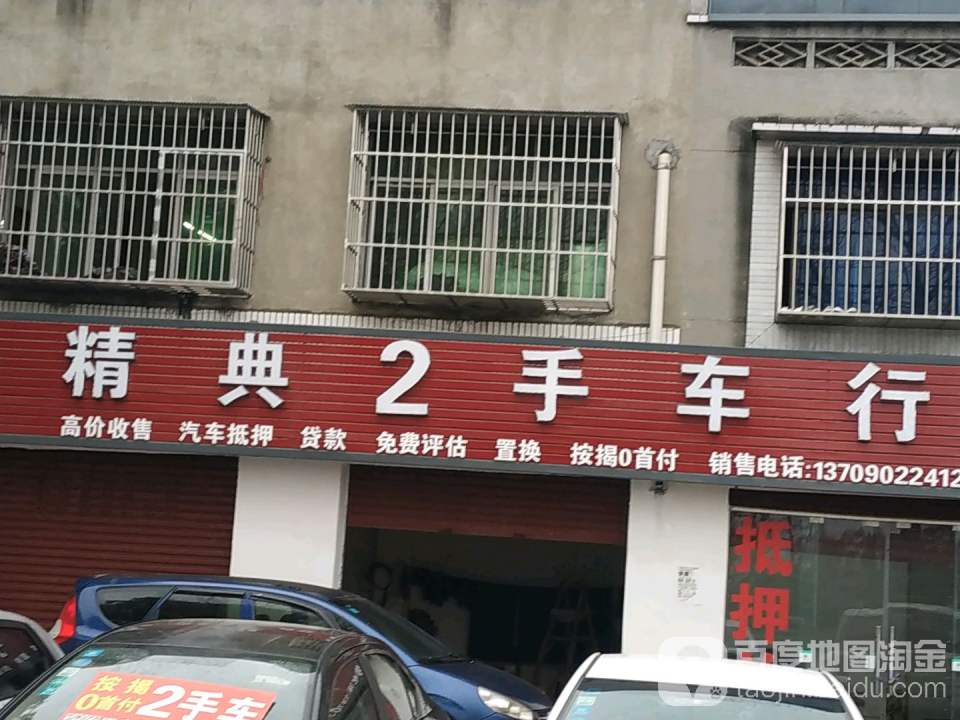 精典2手车行
高价收售 汽车抵押 贷款 免费评估 置换 按揭0首付 销售电话:13709022412
抵押
按揭
0首付
2手车
百度地图淘金
taojin.baidu.com